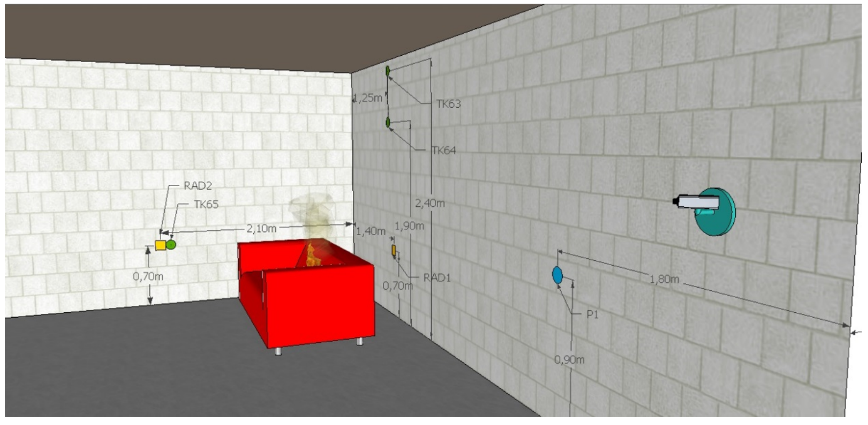 TK63
1,25m
TK64
RAD2
TK65
2,10m
2,40m
1,90m
1,40m
RAD1
0,70m
0,70m
1,80m
P1
0,90m